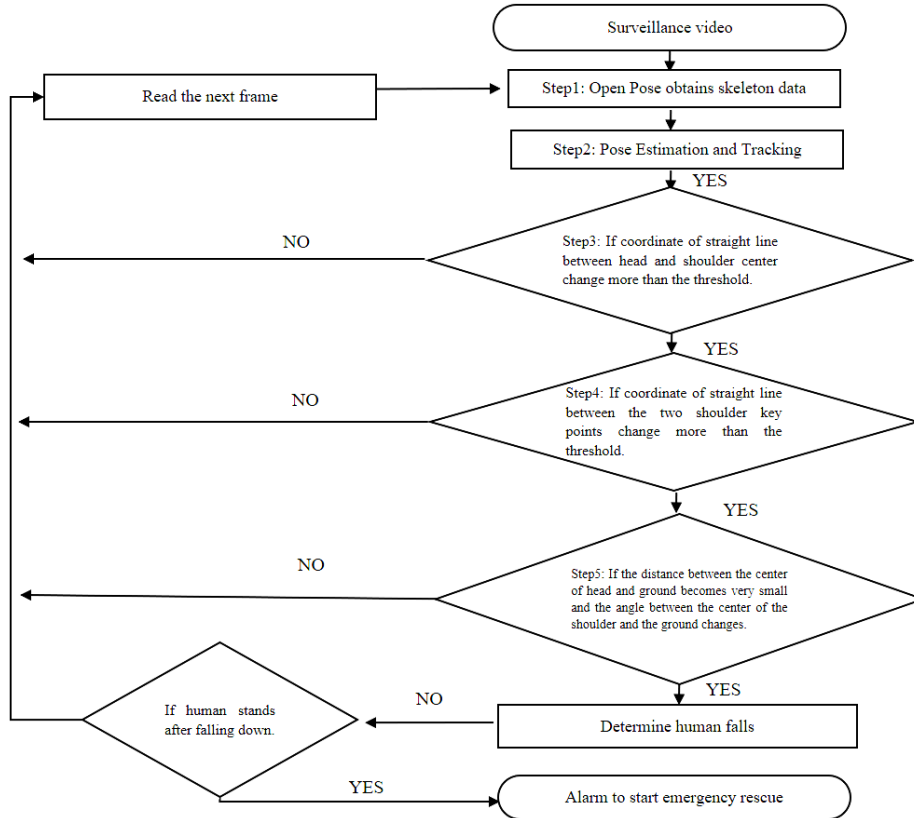 Surveillance video
Read the next frame
Step1: Open Pose obtains skeleton data
Step2: Pose Estimation and Tracking
YES
NO
Step3: If coordinate of straight line
between head and shoulder center
change more than the threshold.
YES
NO
Step4: If coordinate of straight line
between the two shoulder key
points change more than the
threshold.
YES
NO
Step5: If the distance between the center
of head and ground becomes very small
and the angle between the center of the
shoulder and the ground changes.
YES
NO
If human stands
after falling down.
Determine human falls
YES
Alarm to start emergency rescue